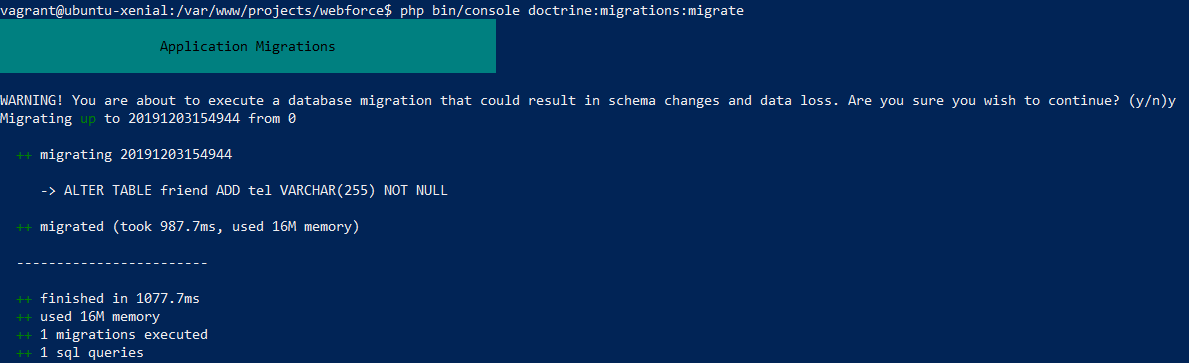 vagrant@ubuntu-xenial:/var/www/projects/webforce$ php bin/console doctrine:migrations:migrate
Application Migrations
WARNING! You are about to execute a database migration that could result in schema changes and data loss. Are you sure you wish to continue? (y/n)y
Migrating up to 20191203154944 from 0
++ migrating 20191203154944
-> ALTER TABLE friend ADD tel VARCHAR(255) NOT NULL
++ migrated (took 987.7ms, used 16M memory)
------------------------
++ finished in 1077.7ms
++ used 16M memory
++ 1 migrations executed
++ 1 sql queries